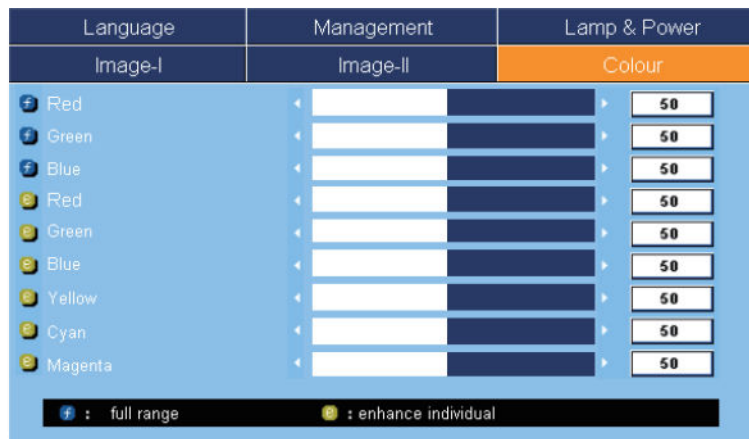 Language Management Lamp & Power
Image-I Image-II Colour
f Red 50
f Green 50
f Blue 50
e Red 50
e Green 50
e Blue 50
e Yellow 50
e Cyan 50
e Magenta 50
f : full range e : enhance individual